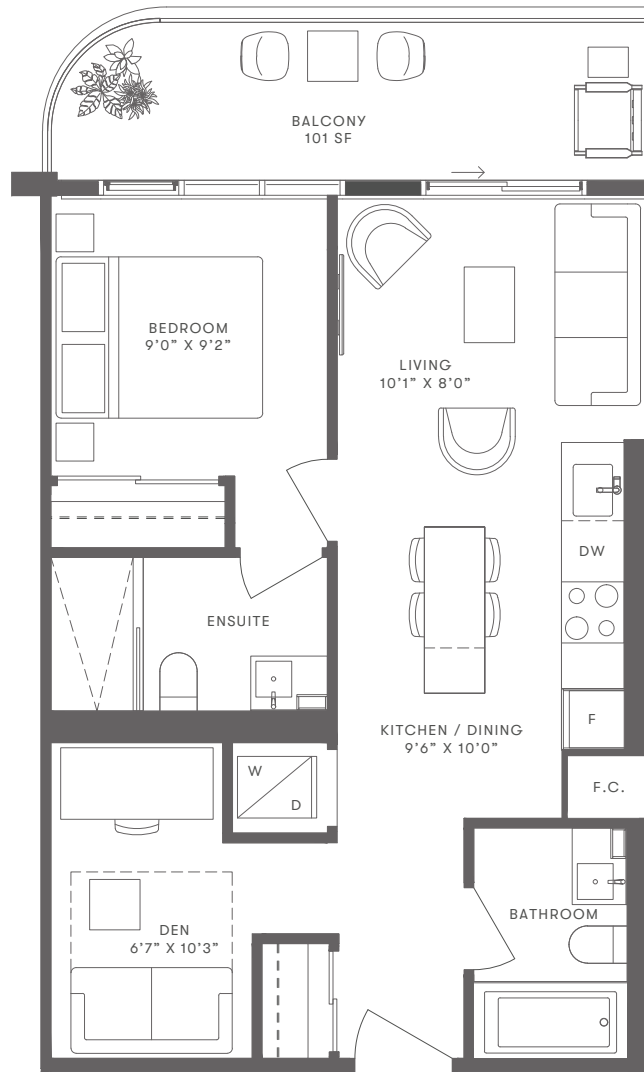 BALCONY
101 SF
BEDROOM
9’0” X 9’2”
LIVING
10’1” X 8’0”
DW
ENSUITE
F
KITCHEN / DINING
9’6” X 10’0”
W
D
F.C.
BATHROOM
DEN
6’7” X 10’3”